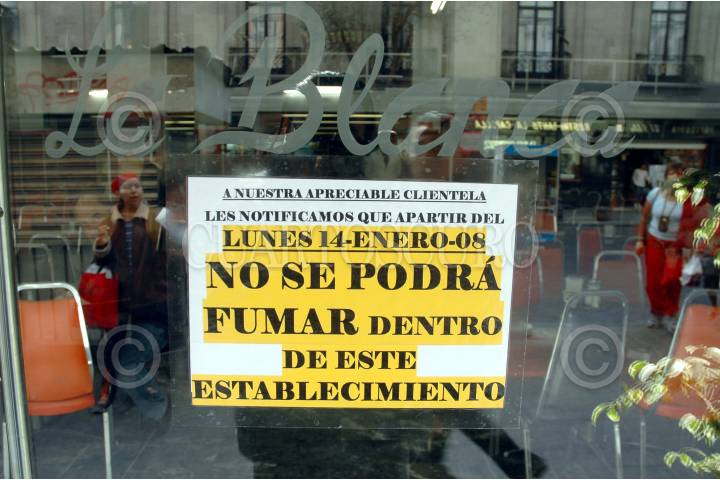 La Blanca
A NUESTRA APRECIABLE CLIENTELA
LES NOTIFICAMOS QUE APARTIR DEL
LUNES 14-ENERO-08
NO SE PODRÁ
FUMAR DENTRO
DE ESTE
ESTABLECIMIENTO
CUARTOSCURO